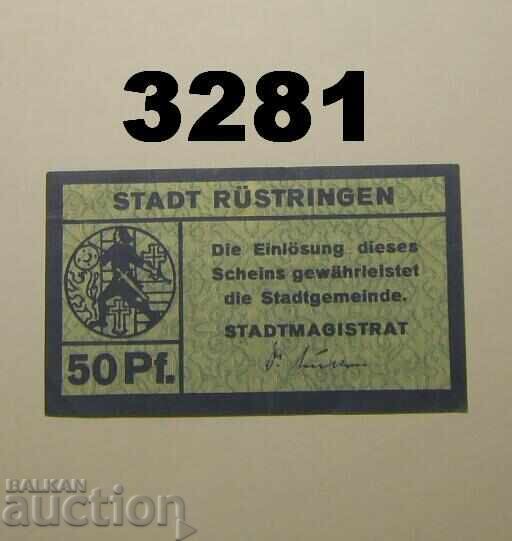 3281
STADT RÜSTRINGEN
Die Einlösung dieses
Scheins gewährleistet
die Stadtgemeinde.
STADTMAGISTRAT
50 Pf.
BALKAN
auction